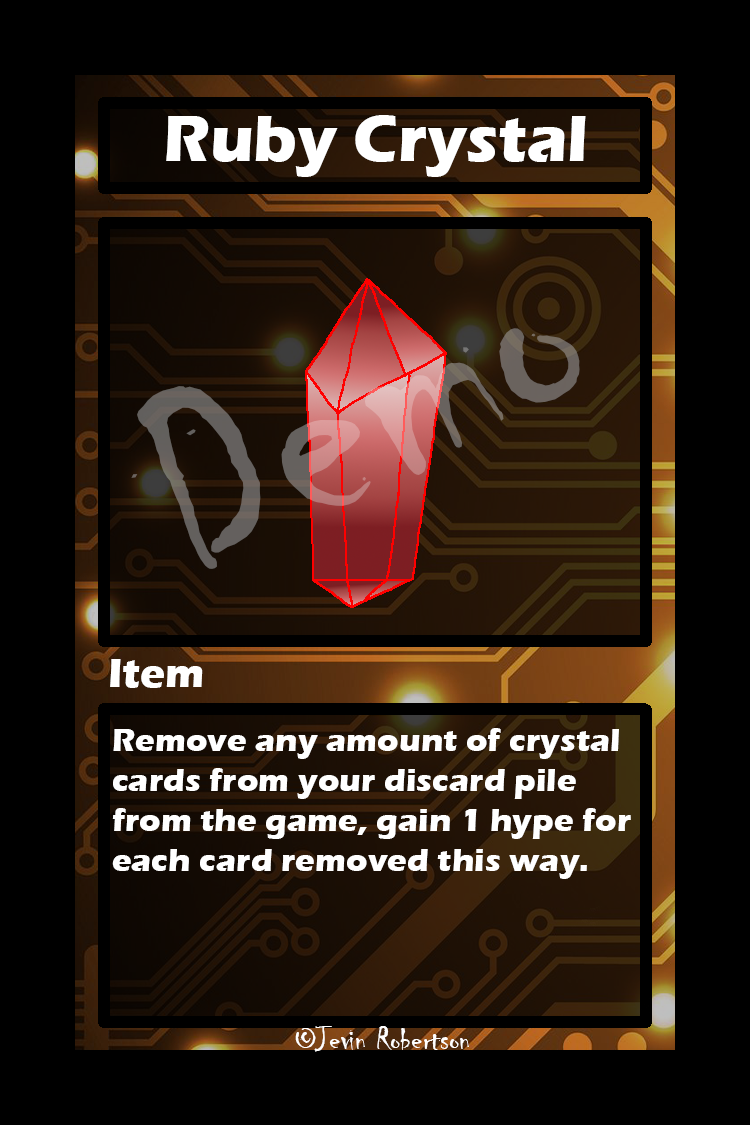 Ruby Crystal
Demo
Item
Remove any amount of crystal
cards from your discard pile
from the game, gain 1 hype for
each card removed this way.
©Jevin Robertson